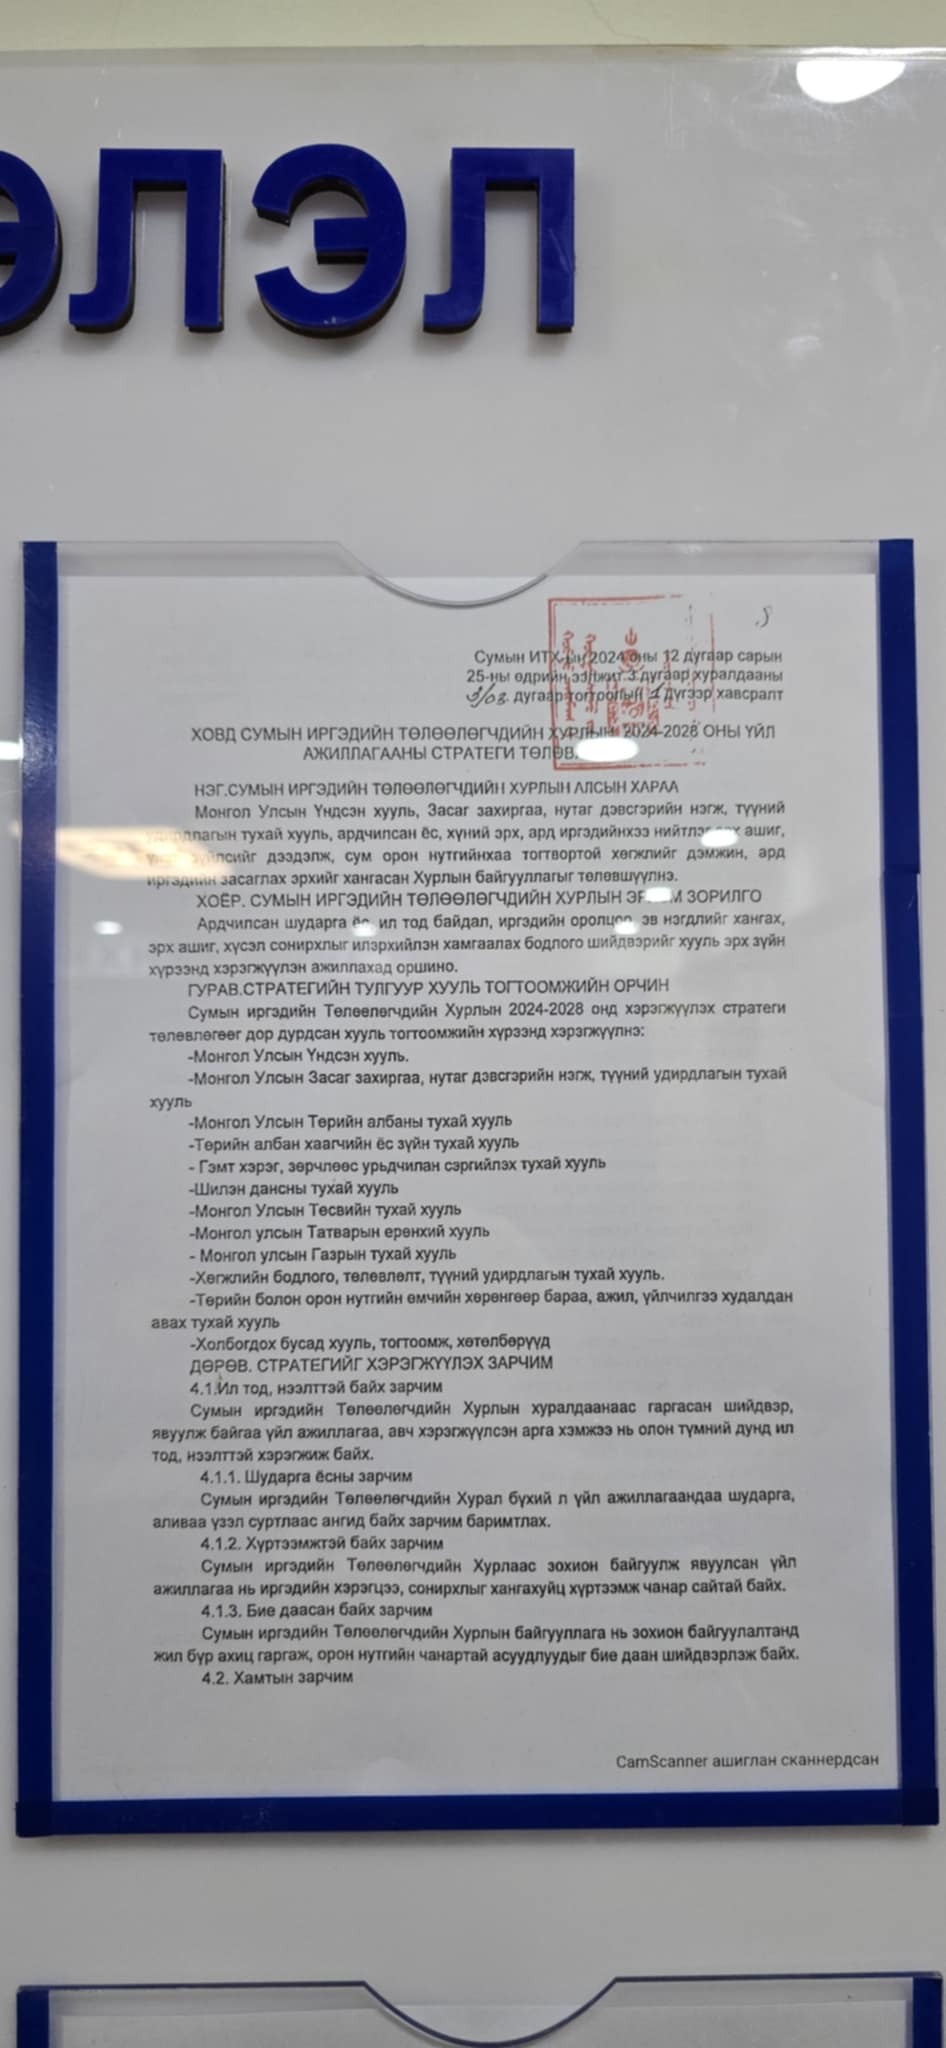 ЭЛЭЛ
Сумын ИТХ-ын 2024 оны 12 дугаар сарын
25-ны өдрийн ээлжит 3 дугаар хуралдааны
3/03 дугаар тогтоолын 1 дүгээр хавсралт
ХОВД СУМЫН ИРГЭДИЙН ТӨЛӨӨЛӨГЧДИЙН ХУРЛЫН 2024-2028 ОНЫ ҮЙЛ
АЖИЛЛАГААНЫ СТРАТЕГИ
НЭГ.СУМЫН ИРГЭДИЙН ТӨЛӨӨЛӨГЧДИЙН ХУРЛЫН АЛСЫН ХАРАА
Монгол Улсын Үндсэн хууль, Засаг захиргаа, нутаг дэвсгэрийн нэгж, түүний
удирдлагын тухай хууль, ардчилсан ёс, хүний эрх, ард иргэдийнхээ нийтлэг ашиг,
дээдэлж, сум орон нутгийнхаа тогтвортой хөгжлийг дэмжин, ард
иргэдийн засаглах эрхийг хангасан Хурлын байгууллагыг төлөвшүүлнэ.
ХОЁР. СУМЫН ИРГЭДИЙН ТӨЛӨӨЛӨГЧДИЙН ХУРЛЫН ЗОРИЛГО
Ардчилсан шударга ёс, ил тод байдал, иргэдийн оролцоо, эв нэгдлийг хангах,
эрх ашиг, хүсэл сонирхлыг илэрхийлэн хамгаалах бодлого шийдвэрийг хууль эрх зүйн
хүрээнд хэрэгжүүлэн ажиллахад оршино.
ГУРАВ.СТРАТЕГИЙН ТУЛГУУР ХУУЛЬ ТОГТООМЖИЙН ОРЧИН
Сумын иргэдийн Төлөөлөгчдийн Хурлын 2024-2028 онд хэрэгжүүлэх стратеги
төлөвлөгөөг дор дурдсан хууль тогтоомжийн хүрээнд хэрэгжүүлнэ:
-Монгол Улсын Үндсэн хууль.
-Монгол Улсын Засаг захиргаа, нутаг дэвсгэрийн нэгж, түүний удирдлагын тухай
хууль
-Монгол Улсын Төрийн албаны тухай хууль
-Төрийн албан хаагчийн ёс зүйн тухай хууль
- Гэмт хэрэг, зөрчлөөс урьдчилан сэргийлэх тухай хууль
-Шилэн дансны тухай хууль
-Монгол Улсын Төсвийн тухай хууль
-Монгол улсын Татварын ерөнхий хууль
- Монгол улсын Газрын тухай хууль
-Хөгжлийн бодлого, төлөвлөлт, түүний удирдлагын тухай хууль.
-Төрийн болон орон нутгийн өмчийн хөрөнгөөр бараа, ажил, үйлчилгээ худалдан
авах тухай хууль
-Холбогдох бусад хууль, тогтоомж, хөтөлбөрүүд
ДӨРӨВ. СТРАТЕГИЙГ ХЭРЭГЖҮҮЛЭХ ЗАРЧИМ
4.1.Ил тод, нээлттэй байх зарчим
Сумын иргэдийн Төлөөлөгчдийн Хурлын хуралдаанаас гаргасан шийдвэр,
явуулж байгаа үйл ажиллагаа, авч хэрэгжүүлсэн арга хэмжээ нь олон түмний дунд ил
тод, нээлттэй хэрэгжиж байх.
4.1.1. Шударга ёсны зарчим
Сумын иргэдийн Төлөөлөгчдийн Хурал бүхий л үйл ажиллагаандаа шударга,
аливаа үзэл суртлаас ангид байх зарчим баримтлах.
4.1.2. Хүртээмжтэй байх зарчим
Сумын иргэдийн Төлөөлөгчдийн Хурлаас зохион байгуулж явуулсан үйл
ажиллагаа нь иргэдийн хэрэгцээ, сонирхлыг хангахуйц хүртээмж чанар сайтай байх.
4.1.3. Бие даасан байх зарчим
Сумын иргэдийн Төлөөлөгчдийн Хурлын байгууллага нь зохион байгуулалтанд
жил бүр ахиц гаргаж, орон нутгийн чанартай асуудлуудыг бие даан шийдвэрлэж байх.
4.2. Хамтын зарчим
CamScanner ашиглан сканнердсан